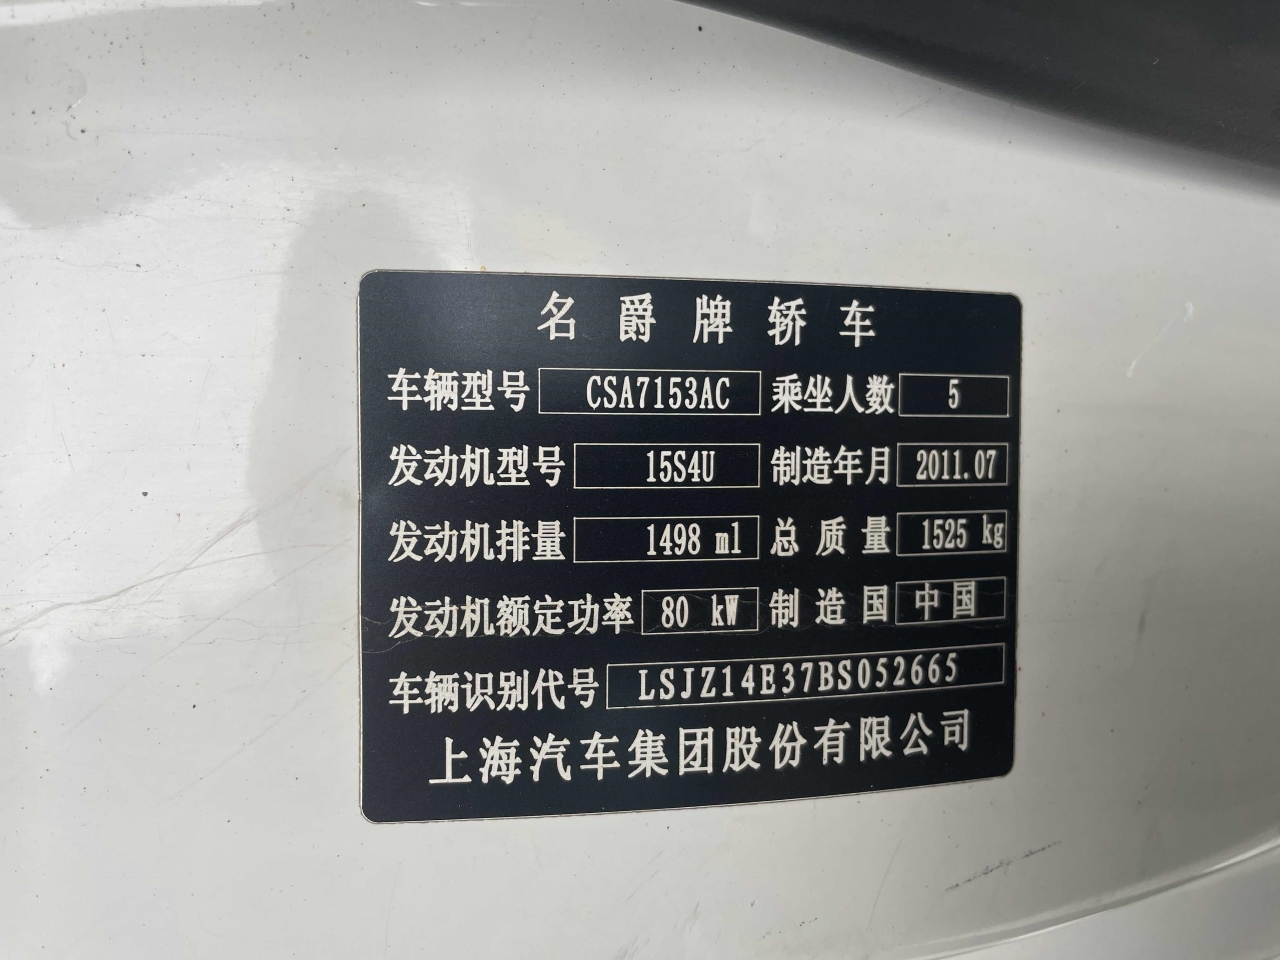 名爵牌轿车
车辆型号 CSA7153AC 乘坐人数 5
发动机型号 15S4U 制造年月 2011.07
发动机排量 1498 ml 总质量 1525 kg
发动机额定功率 80 kW 制造国 中国
车辆识别代号 LSJZ14E37BS052665
上海汽车集团股份有限公司